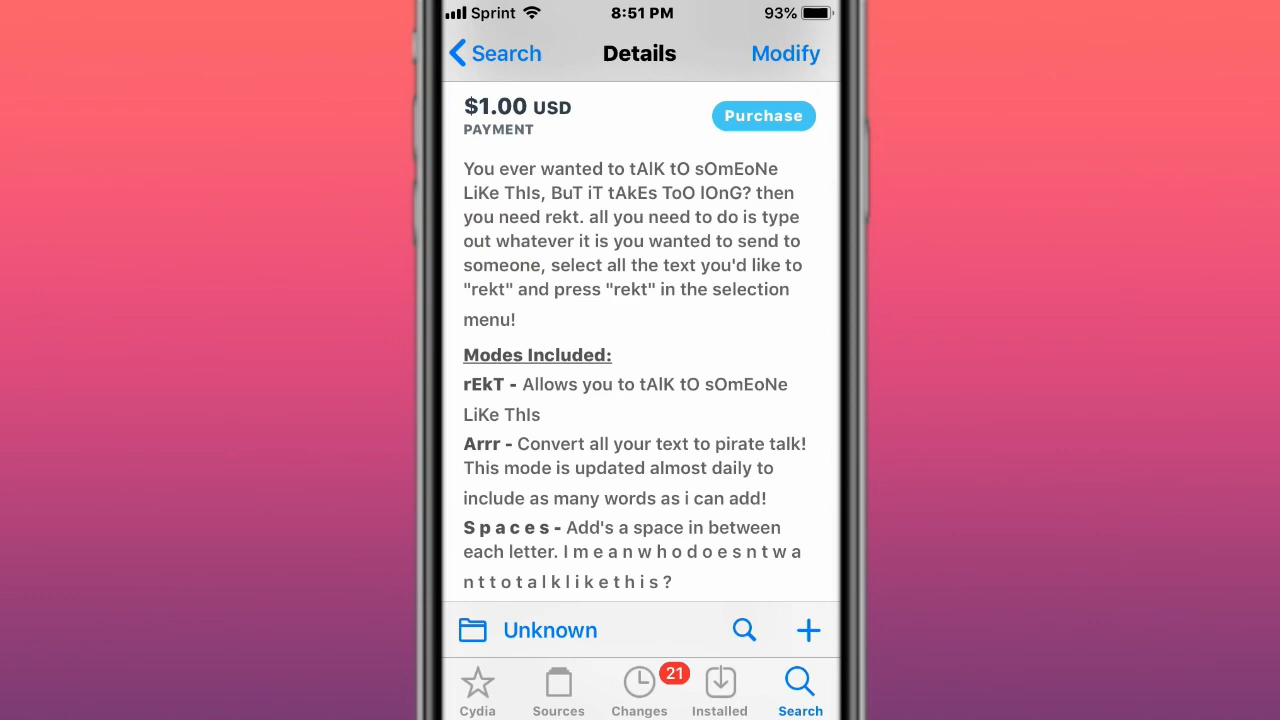 Sprint 8:51 PM 93%
Search Details Modify
$1.00 USD
PAYMENT
Purchase
You ever wanted to tAlK tO sOmEoNe
LiKe ThIs, BuT iT tAkEs ToO lOnG? then
you need rekt. all you need to do is type
out whatever it is you wanted to send to
someone, select all the text you'd like to
"rekt" and press "rekt" in the selection
menu!
Modes Included:
rEkT - Allows you to tAlK tO sOmEoNe
LiKe ThIs
Arrr - Convert all your text to pirate talk!
This mode is updated almost daily to
include as many words as i can add!
S p a c e s - Add's a space in between
each letter. I m e a n w h o d o e s n t w a
n t t o t a l k l i k e t h i s ?
Unknown
21
Cydia Sources Changes Installed Search